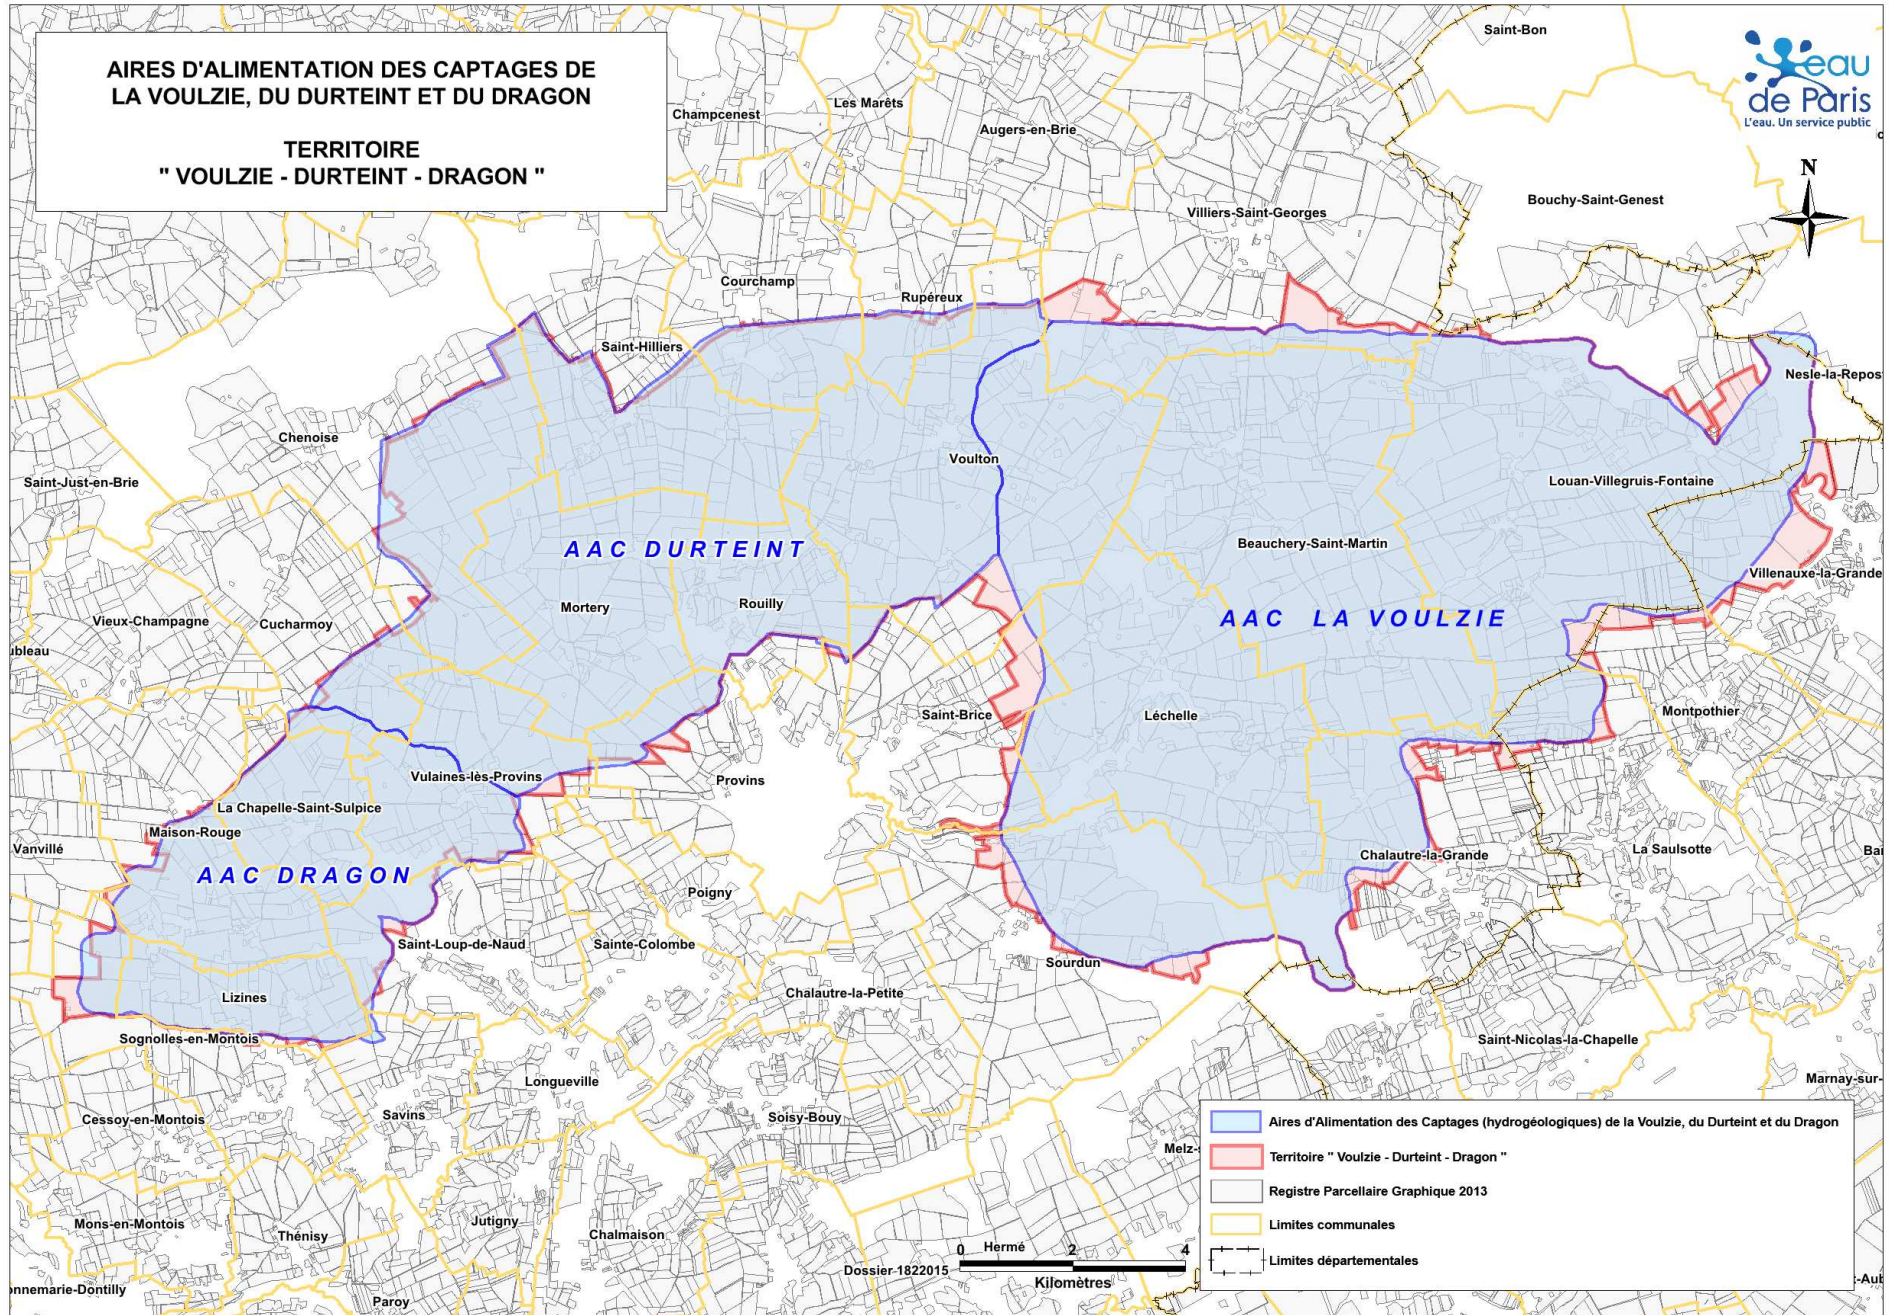 AIRES D'ALIMENTATION DES CAPTAGES DE
LA VOULZIE, DU DURTEINT ET DU DRAGON
TERRITOIRE
" VOULZIE - DURTEINT - DRAGON "
eau
de Paris
L'eau. Un service public
N
Saint-Bon
Champcenest
Les Marêts
Augers-en-Brie
Villiers-Saint-Georges
Bouchy-Saint-Genest
Courchamp
Rupéreux
Saint-Hilliers
Nesle-la-Repos
Chenoise
Voulton
Saint-Just-en-Brie
Louan-Villegruis-Fontaine
AAC DURTEINT
Beauchery-Saint-Martin
Villenauxe-la-Grande
Mortery
Rouilly
AAC LA VOULZIE
Vieux-Champagne
Cucharmoy
ubleau
Saint-Brice
Léchelle
Montpothier
Vulaines-lès-Provins
Provins
La Chapelle-Saint-Sulpice
Maison-Rouge
Vanvillé
Chalautre-la-Grande
La Saulsotte
Bar
AAC DRAGON
Poigny
Saint-Loup-de-Naud
Sainte-Colombe
Sourdun
Lizines
Chalautre-la-Petite
Sognolles-en-Montois
Saint-Nicolas-la-Chapelle
Longueville
Marnay-sur-
Cessoy-en-Montois
Savins
Soisy-Bouy
Melz-s
Mons-en-Montois
Thénisy
Jutigny
Chalmaison
Hermé
onnemarie-Dontilly
Paroy
Dossier 1822015
0 2 4
Kilomètres
Aires d'Alimentation des Captages (hydrogéologiques) de la Voulzie, du Durteint et du Dragon
Territoire " Voulzie - Durteint - Dragon "
Registre Parcellaire Graphique 2013
Limites communales
Limites départementales